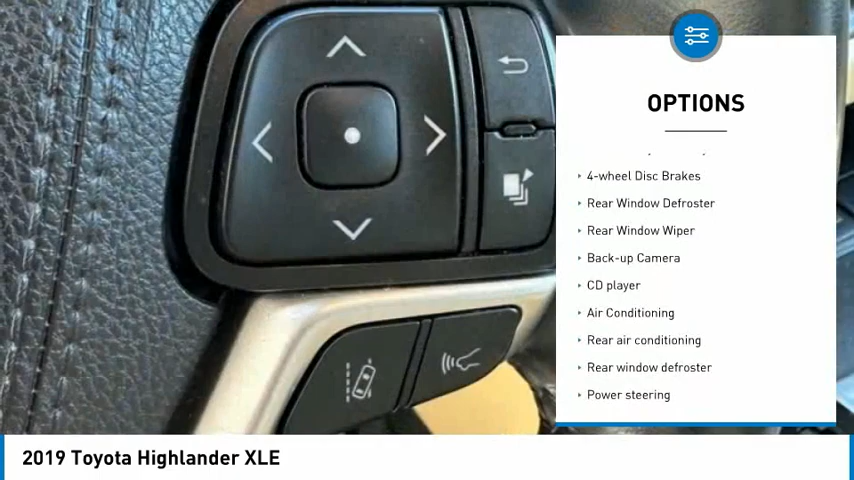 OPTIONS
4-wheel Disc Brakes
Rear Window Defroster
Rear Window Wiper
Back-up Camera
CD player
Air Conditioning
Rear air conditioning
Rear window defroster
Power steering
2019 Toyota Highlander XLE